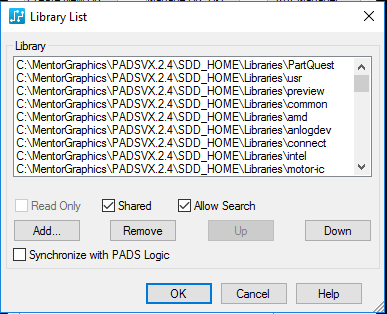 Library List
Library
C:\MentorGraphics\PADSVX.2.4\SDD_HOME\Libraries\PartQuest
C:\MentorGraphics\PADSVX.2.4\SDD_HOME\Libraries\usr
C:\MentorGraphics\PADSVX.2.4\SDD_HOME\Libraries\preview
C:\MentorGraphics\PADSVX.2.4\SDD_HOME\Libraries\common
C:\MentorGraphics\PADSVX.2.4\SDD_HOME\Libraries\amd
C:\MentorGraphics\PADSVX.2.4\SDD_HOME\Libraries\anlogdev
C:\MentorGraphics\PADSVX.2.4\SDD_HOME\Libraries\connect
C:\MentorGraphics\PADSVX.2.4\SDD_HOME\Libraries\intel
C:\MentorGraphics\PADSVX.2.4\SDD_HOME\Libraries\motor-ic
Read Only Shared Allow Search
Add... Remove Up Down
Synchronize with PADS Logic
OK Cancel Help